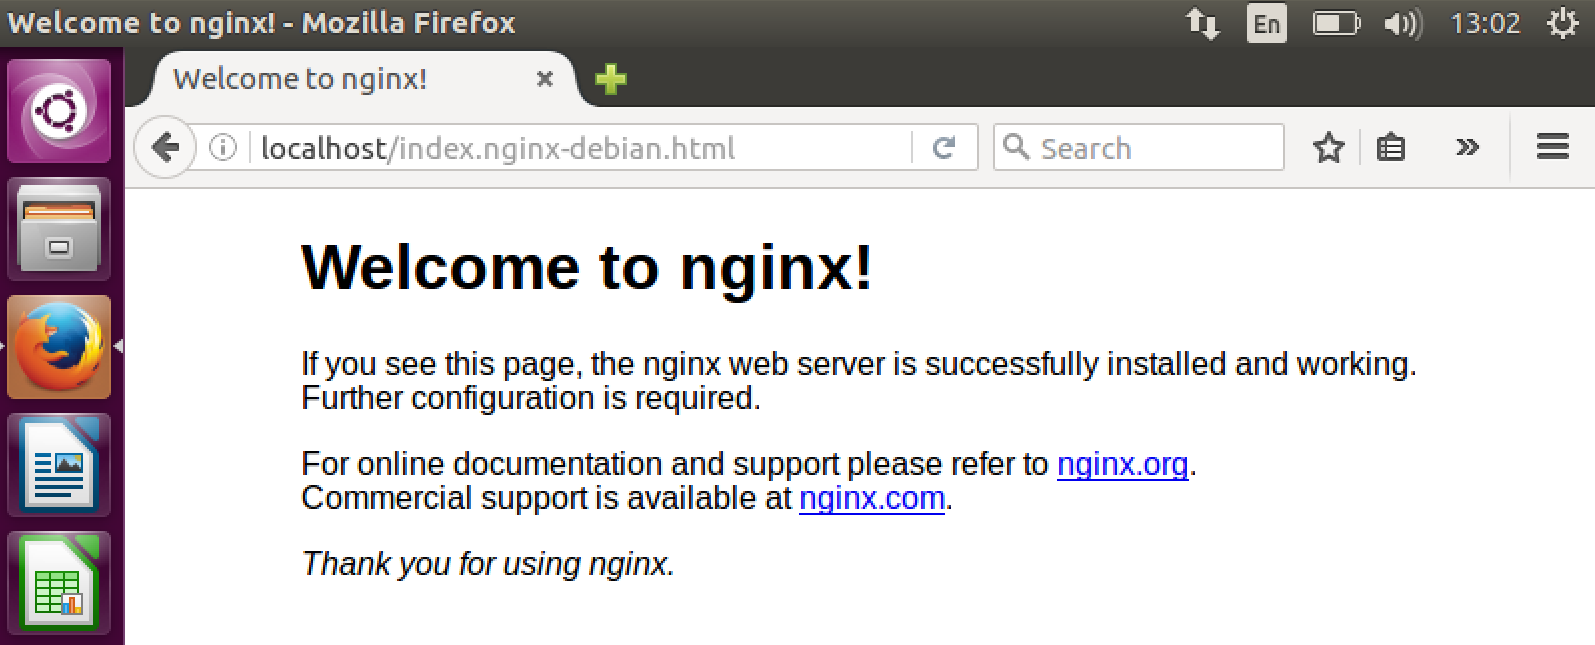 Welcome to nginx! - Mozilla Firefox
En
13:02
Welcome to nginx!
localhost/index.nginx-debian.html
Search
Welcome to nginx!
If you see this page, the nginx web server is successfully installed and working.
Further configuration is required.
For online documentation and support please refer to nginx.org.
Commercial support is available at nginx.com.
Thank you for using nginx.